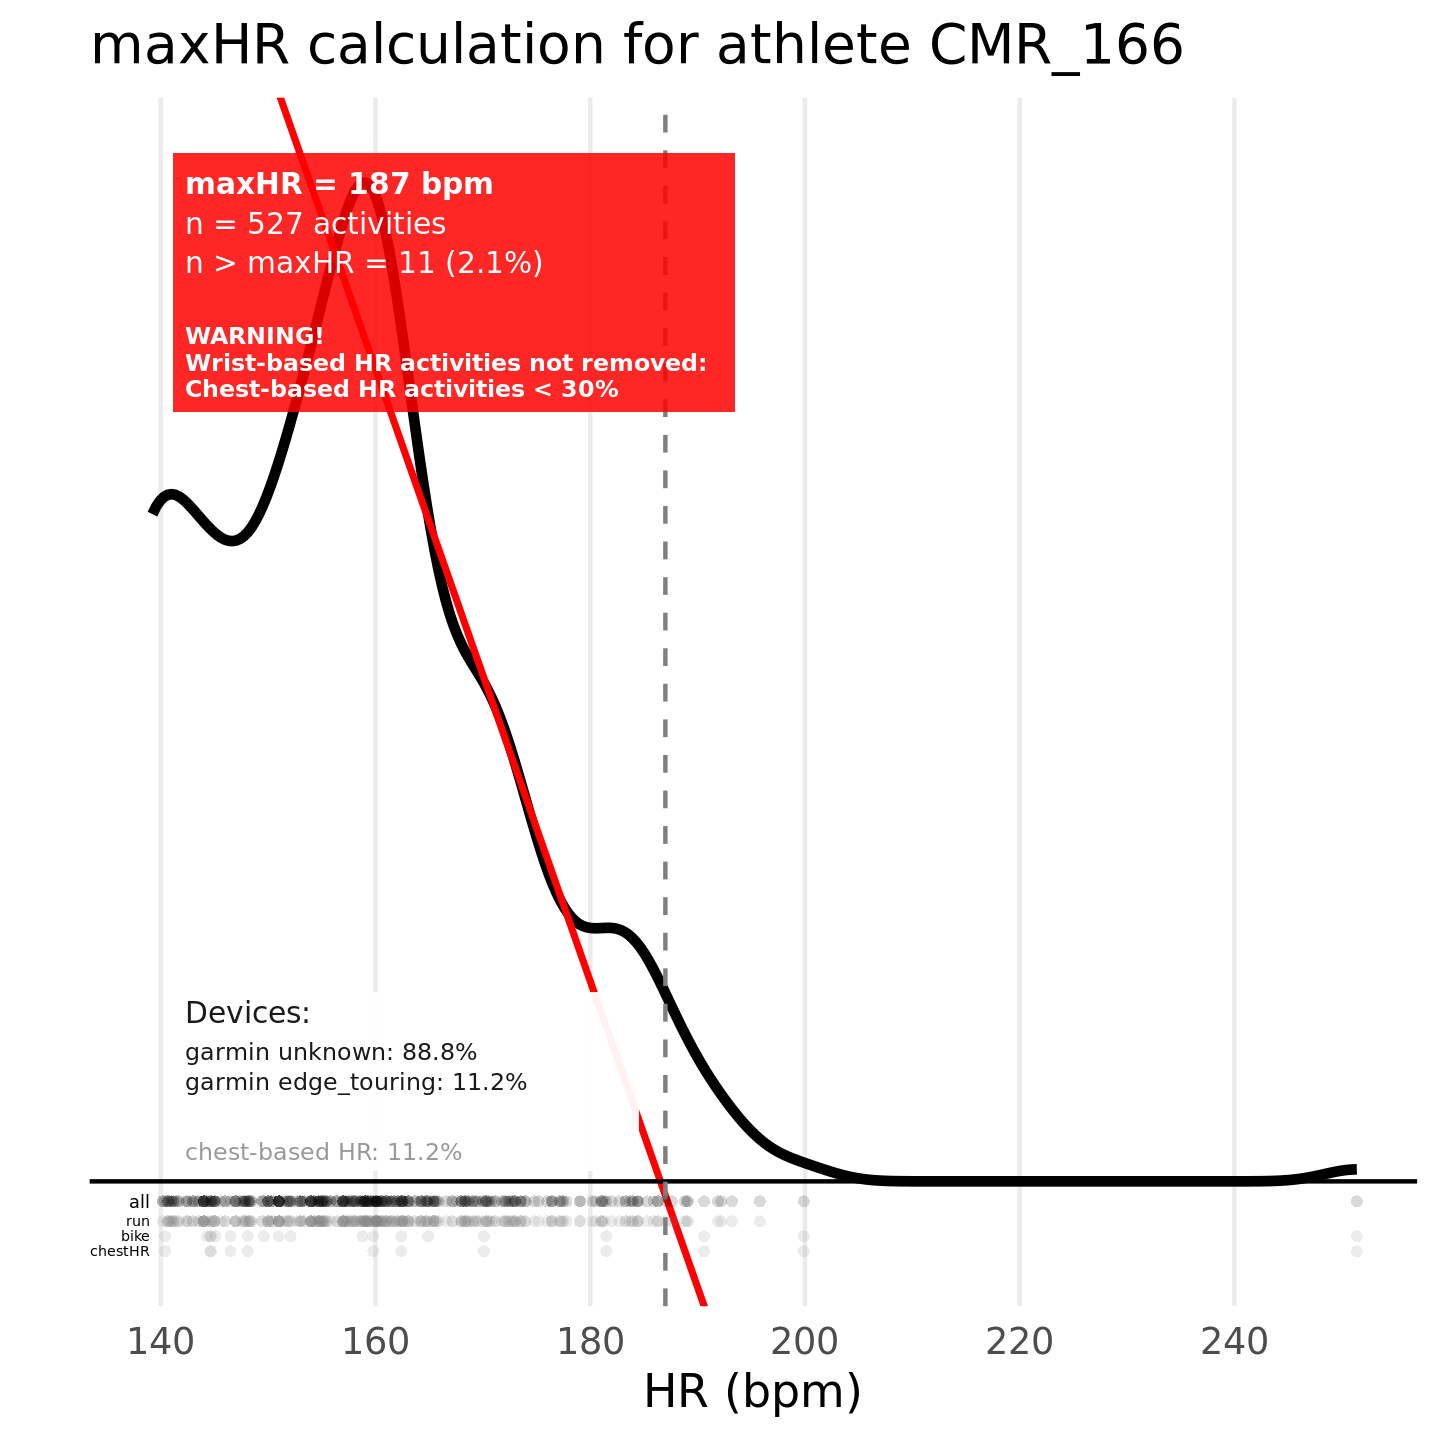 maxHR calculation for athlete CMR_166
maxHR = 187 bpm
n = 527 activities
n > maxHR = 11 (2.1%)
WARNING!
Wrist-based HR activities not removed:
Chest-based HR activities < 30%
Devices:
garmin unknown: 88.8%
garmin edge_touring: 11.2%
chest-based HR: 11.2%
all
run
bike
chestHR
140 160 180 200 220 240
HR (bpm)